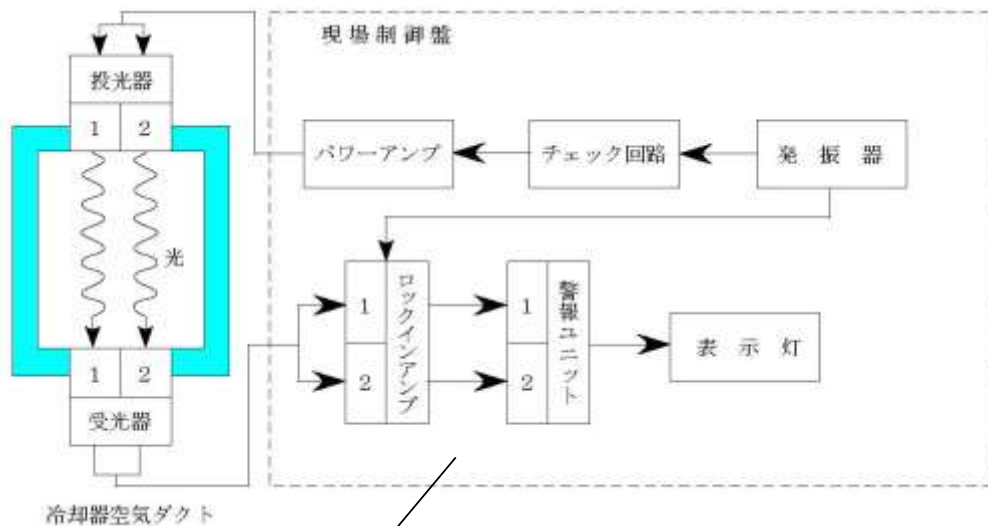 現場制御盤
投光器
1 2
パワーアンプ
チェック回路
発振器
光
1 ロックインアンプ
2
1 警報ユニット
2
表示灯
1 2
受光器
冷却器空気ダクト